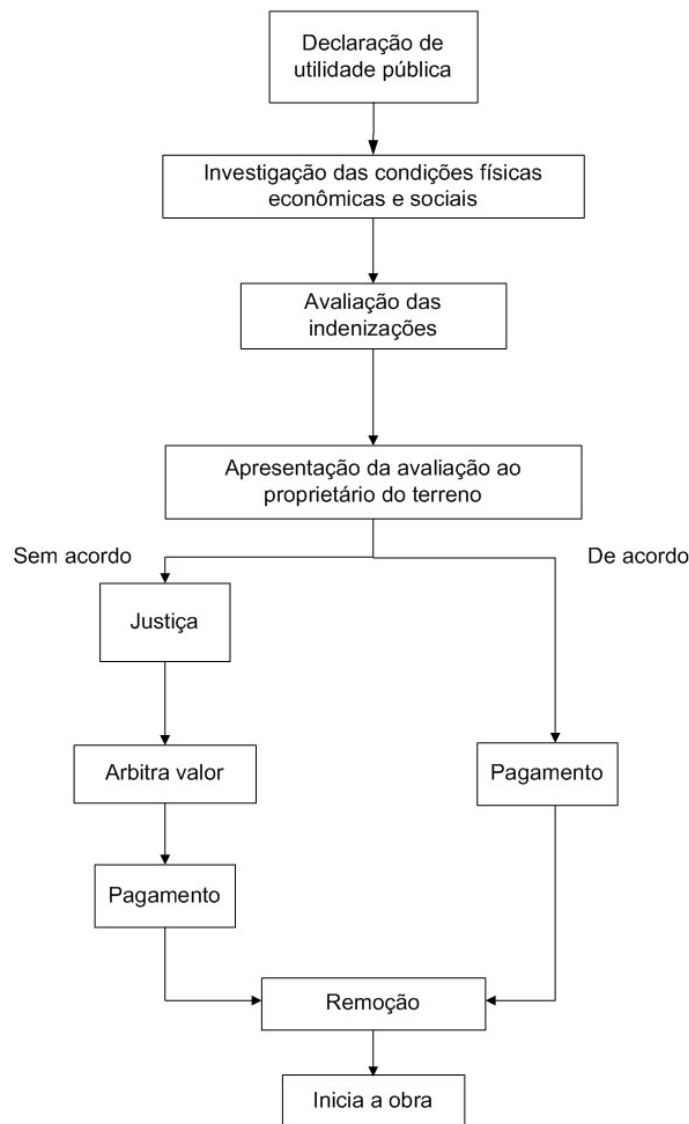 Declaração de
utilidade pública
Investigação das condições físicas
econômicas e sociais
Avaliação das
indenizações
Apresentação da avaliação ao
proprietário do terreno
Sem acordo
De acordo
Justiça
Arbitra valor
Pagamento
Pagamento
Remoção
Inicia a obra